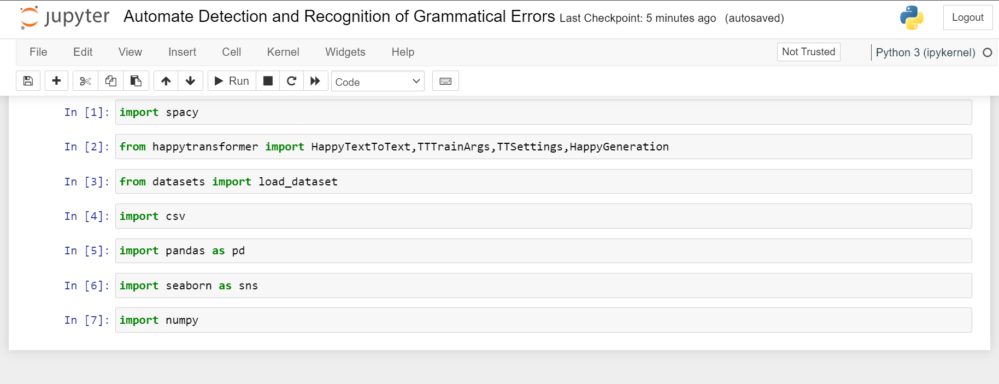 jupyter Automate Detection and Recognition of Grammatical Errors Last Checkpoint: 5 minutes ago (autosaved) Logout
File Edit View Insert Cell Kernel Widgets Help Not Trusted Python 3 (ipykernel)
Run Code
In [1]: import spacy
In [2]: from happytransformer import HappyTextToText,TTTrainArgs,TTSettings,HappyGeneration
In [3]: from datasets import load_dataset
In [4]: import csv
In [5]: import pandas as pd
In [6]: import seaborn as sns
In [7]: import numpy